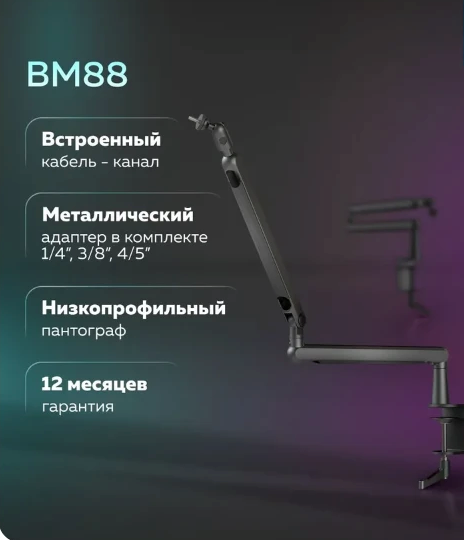 BM88
Встроенный
кабель - канал
Металлический
адаптер в комплекте
1/4”, 3/8”, 4/5”
Низкопрофильный
пантограф
12 месяцев
гарантия